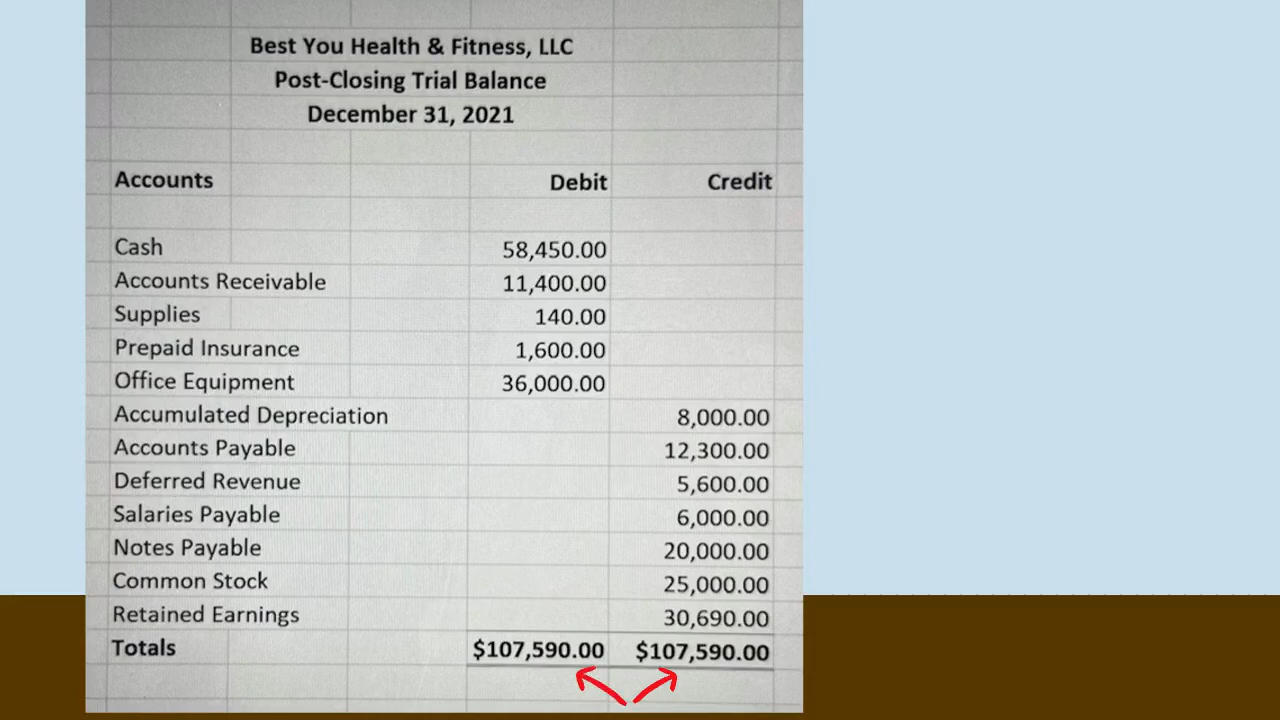 Best You Health & Fitness, LLC
Post-Closing Trial Balance
December 31, 2021
Accounts Debit Credit
Cash 58,450.00
Accounts Receivable 11,400.00
Supplies 140.00
Prepaid Insurance 1,600.00
Office Equipment 36,000.00
Accumulated Depreciation 8,000.00
Accounts Payable 12,300.00
Deferred Revenue 5,600.00
Salaries Payable 6,000.00
Notes Payable 20,000.00
Common Stock 25,000.00
Retained Earnings 30,690.00
Totals $107,590.00 $107,590.00